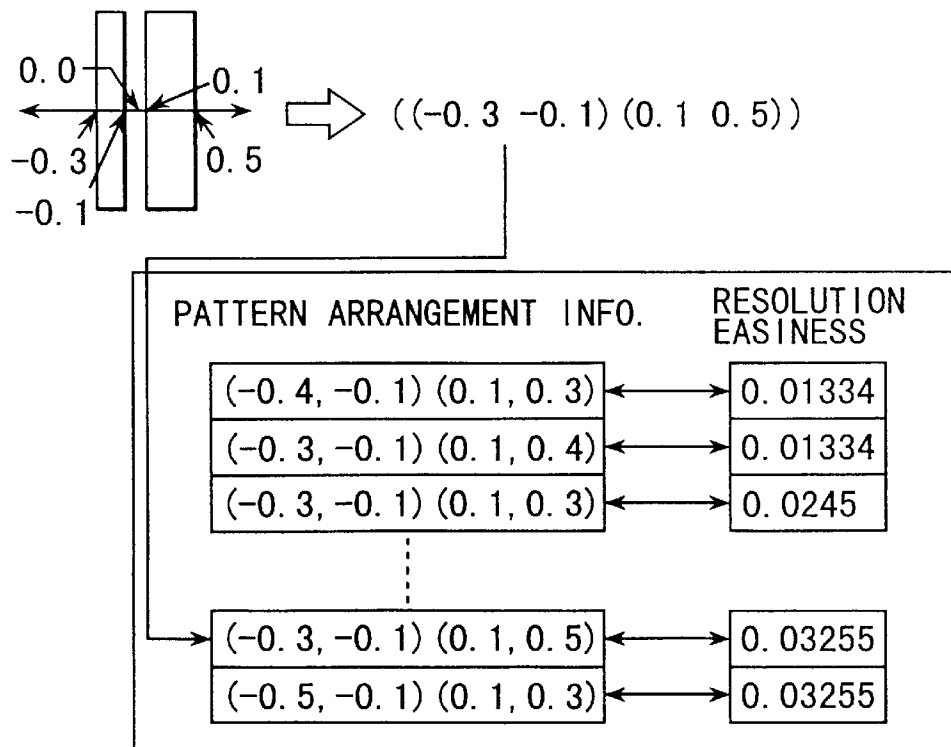 0.0
0.1
((-0.3 -0.1)(0.1 0.5))
-0.3
0.5
-0.1
PATTERN ARRANGEMENT INFO.
RESOLUTION
EASINESS
(-0.4,-0.1)(0.1,0.3) 0.01334
(-0.3,-0.1)(0.1,0.4) 0.01334
(-0.3,-0.1)(0.1,0.3) 0.0245
(-0.3,-0.1)(0.1,0.5) 0.03255
(-0.5,-0.1)(0.1,0.3) 0.03255